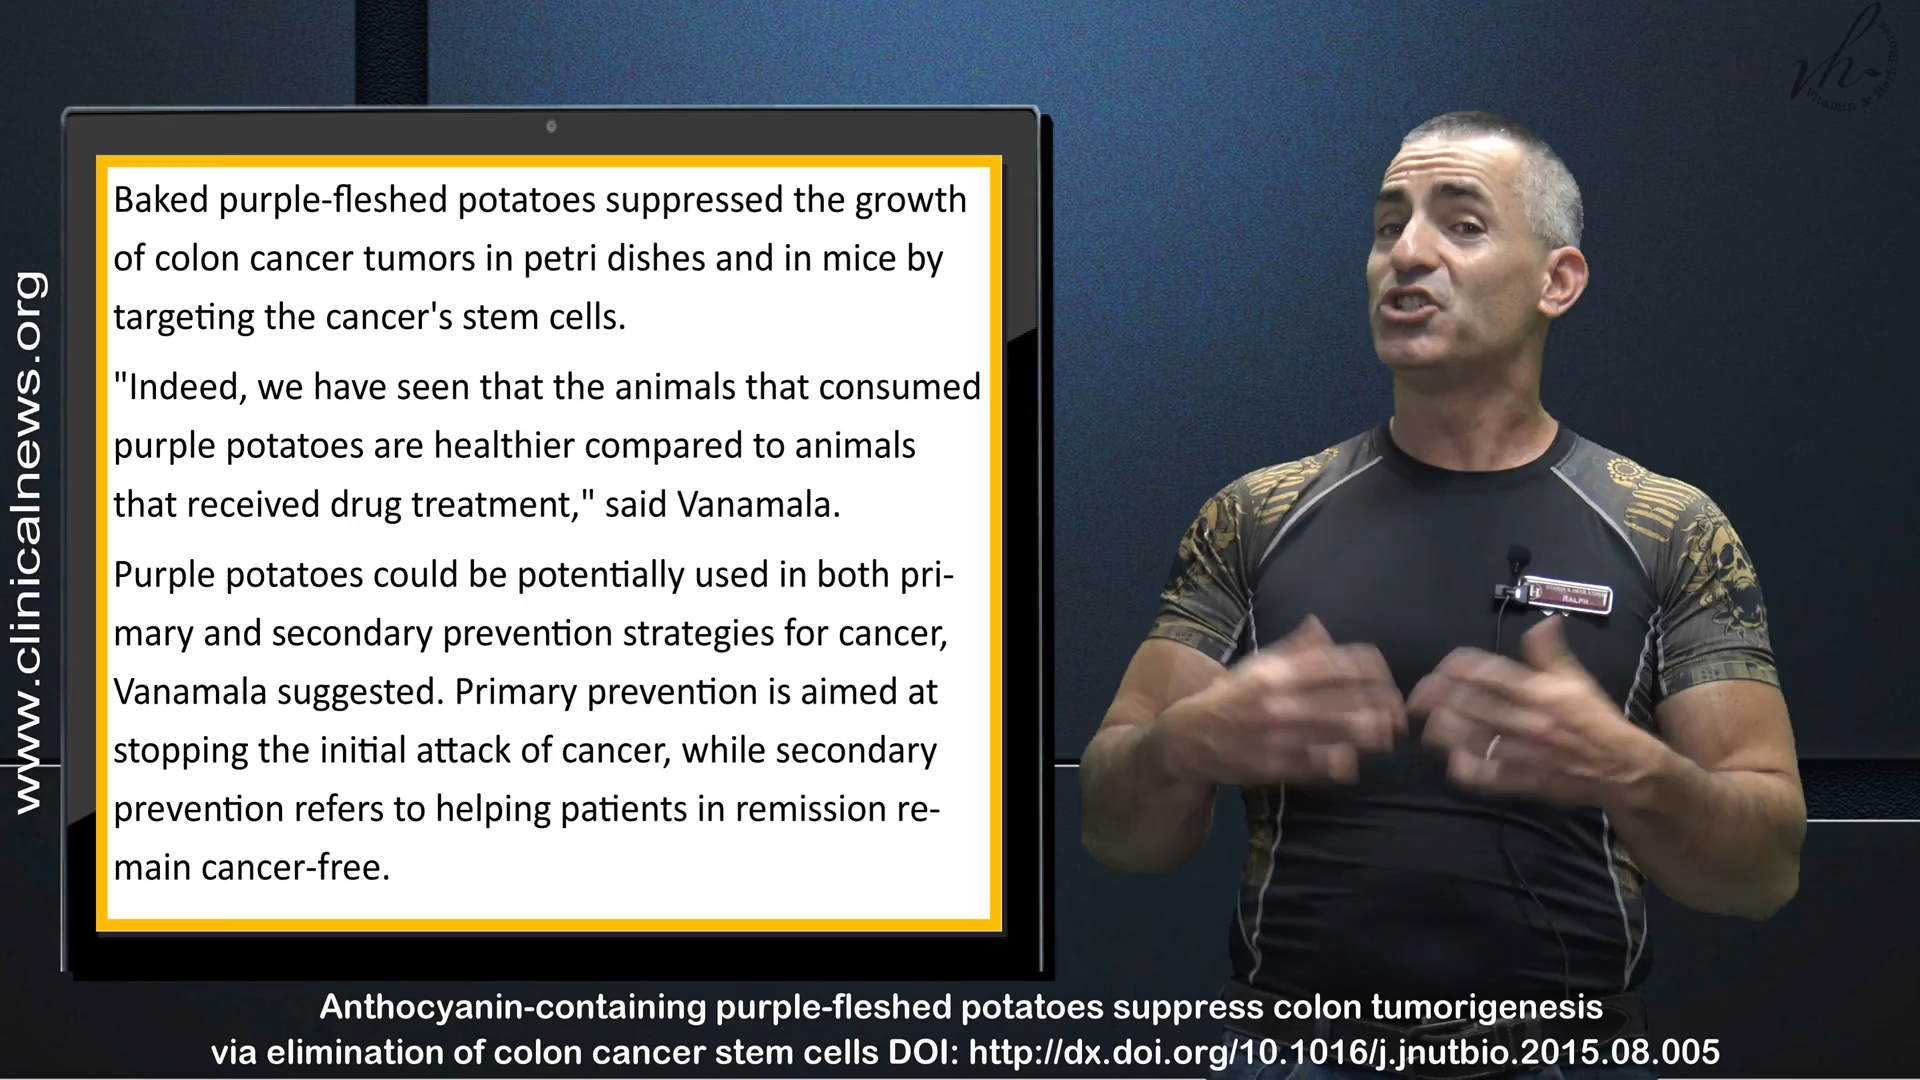 www.clinicalnews.org
Baked purple-fleshed potatoes suppressed the growth
of colon cancer tumors in petri dishes and in mice by
targeting the cancer's stem cells.
"Indeed, we have seen that the animals that consumed
purple potatoes are healthier compared to animals
that received drug treatment," said Vanamala.
Purple potatoes could be potentially used in both pri-
mary and secondary prevention strategies for cancer,
Vanamala suggested. Primary prevention is aimed at
stopping the initial attack of cancer, while secondary
prevention refers to helping patients in remission re-
main cancer-free.
vh
Vitamin & Herb Stores
RALPH
Anthocyanin-containing purple-fleshed potatoes suppress colon tumorigenesis
via elimination of colon cancer stem cells DOI: http://dx.doi.org/10.1016/j.jnutbio.2015.08.005